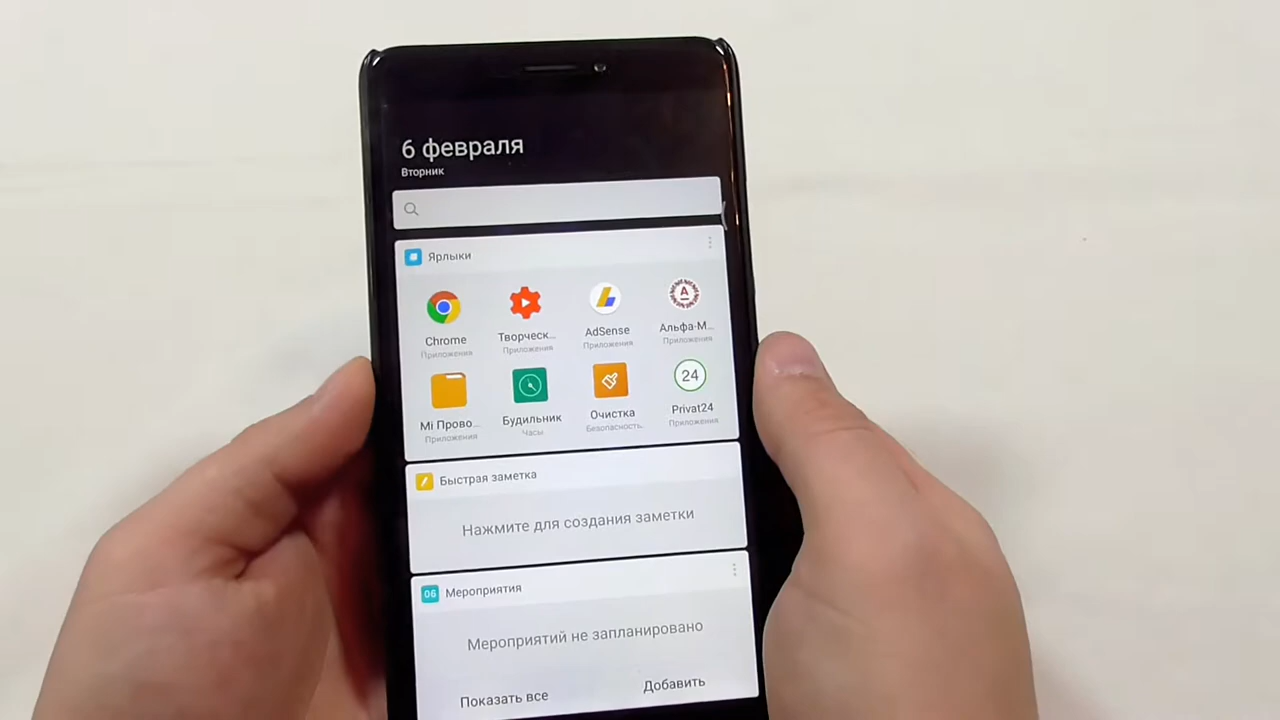 6 февраля
Вторник
Ярлыки
Chrome
Приложения
Творческ...
Приложения
AdSense
Приложения
A
Альфа-М...
Приложения
Mi Прово...
Приложения
Будильник
Часы
Очистка
Безопасность..
24
Privat24
Приложения
Быстрая заметка
Нажмите для создания заметки
06 Мероприятия
Мероприятий не запланировано
Показать все
Добавить